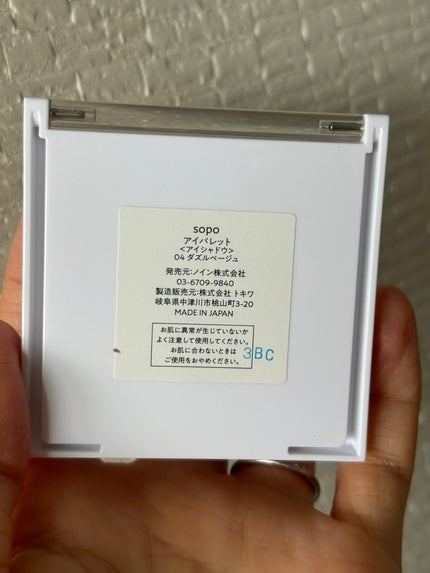 sopo
アイパレット
<アイシャドウ>
04 ダズルベージュ
発売元:ノイン株式会社
03-6709-9840
製造販売元:株式会社 トキワ
岐阜県中津川市桃山町3-20
MADE IN JAPAN
お肌に異常が生じていないか
よく注意して使用してください。
お肌に合わないときは
ご使用をおやめください。
3BC